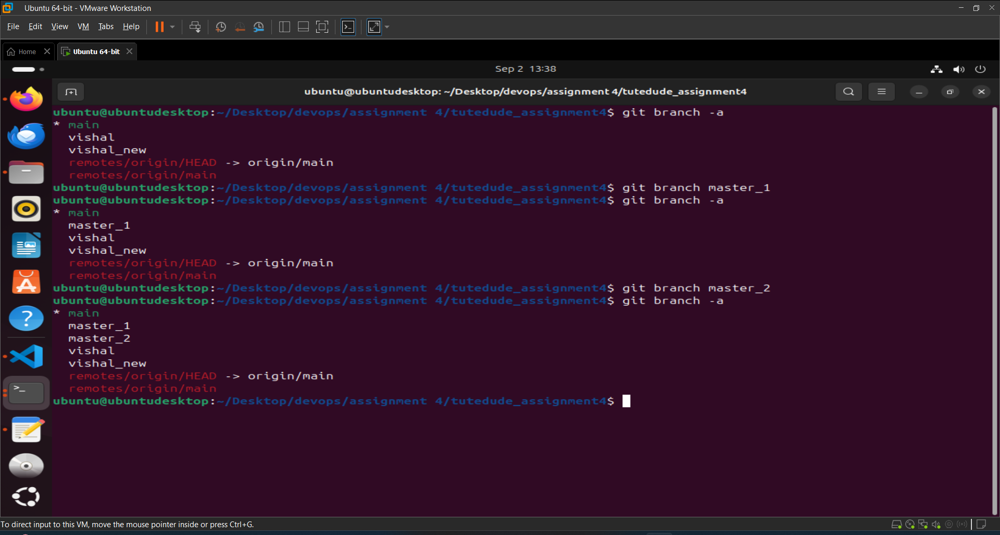 Ubuntu 64-bit - VMware Workstation
File Edit View VM Tabs Help
Home Ubuntu 64-bit
Sep 2 13:38
ubuntu@ubuntudesktop: ~/Desktop/devops/assignment 4/tutedude_assignment4
ubuntu@ubuntudesktop:~/Desktop/devops/assignment 4/tutedude_assignment4$ git branch -a
* main
  vishal
  vishal_new
  remotes/origin/HEAD -> origin/main
  remotes/origin/main
ubuntu@ubuntudesktop:~/Desktop/devops/assignment 4/tutedude_assignment4$ git branch master_1
ubuntu@ubuntudesktop:~/Desktop/devops/assignment 4/tutedude_assignment4$ git branch -a
* main
  master_1
  vishal
  vishal_new
  remotes/origin/HEAD -> origin/main
  remotes/origin/main
ubuntu@ubuntudesktop:~/Desktop/devops/assignment 4/tutedude_assignment4$ git branch master_2
ubuntu@ubuntudesktop:~/Desktop/devops/assignment 4/tutedude_assignment4$ git branch -a
* main
  master_1
  master_2
  vishal
  vishal_new
  remotes/origin/HEAD -> origin/main
  remotes/origin/main
ubuntu@ubuntudesktop:~/Desktop/devops/assignment 4/tutedude_assignment4$
To direct input to this VM, move the mouse pointer inside or press Ctrl+G.